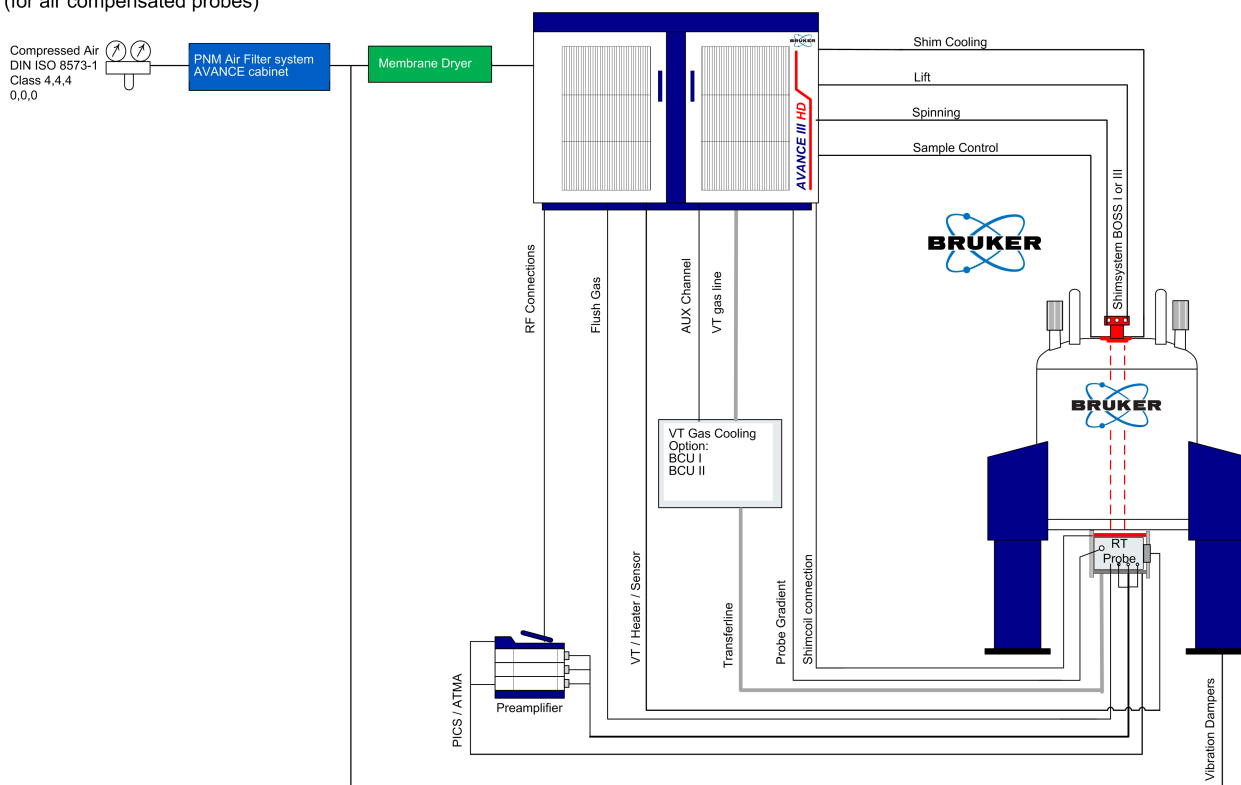 (for air compensated probes)
Compressed Air
DIN ISO 8573-1
Class 4,4,4
0,0,0
PNM Air Filter system
AVANCE cabinet
Membrane Dryer
BRUKER
AVANCE III HD
Shim Cooling
Lift
Spinning
Sample Control
Shimsystem BOSS I or III
BRUKER
BRUKER
RF Connections
Flush Gas
AUX Channel
VT gas line
VT Gas Cooling
Option:
BCU I
BCU II
RT
Probe
VT / Heater / Sensor
Transferline
Probe Gradient
Shimcoil connection
PICS / ATMA
Preamplifier
Vibration Dampers